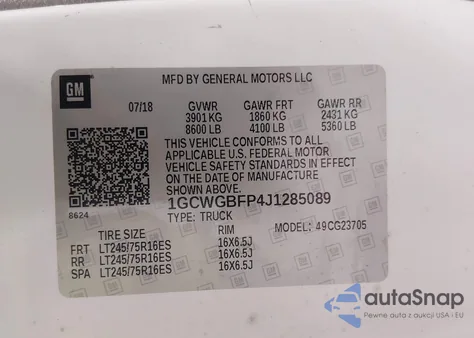 GM
MFD BY GENERAL MOTORS LLC
07/18 GVWR GAWR FRT GAWR RR
3901 KG 1860 KG 2431 KG
8600 LB 4100 LB 5360 LB
THIS VEHICLE CONFORMS TO ALL
APPLICABLE U.S. FEDERAL MOTOR
VEHICLE SAFETY STANDARDS IN EFFECT
ON THE DATE OF MANUFACTURE
SHOWN ABOVE.
8624
1GCWGBFP4J1285089
TYPE: TRUCK MODEL: 49CG23705
TIRE SIZE RIM
FRT LT245/75R16ES 16X6.5J
RR LT245/75R16ES 16X6.5J
SPA LT245/75R16ES 16X6.5J
autoSnap
Pewne auta z aukcji USA i EU